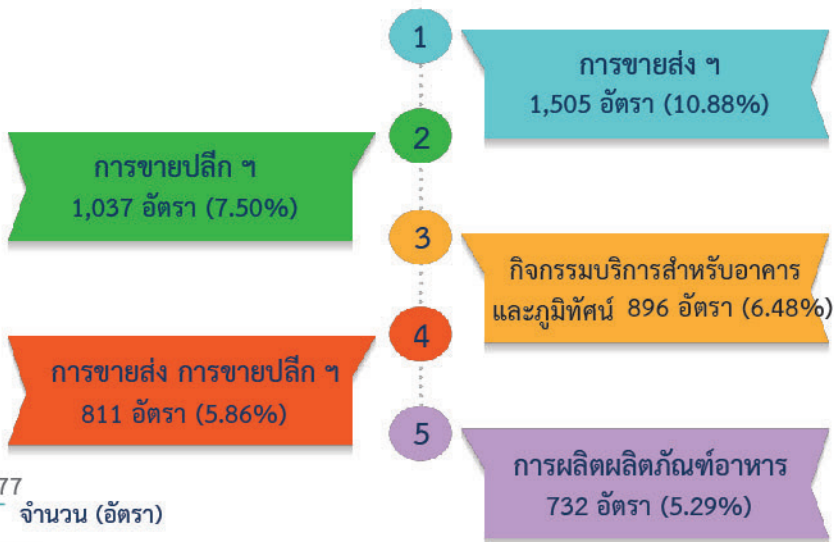 1
การขายส่ง ฯ
1,505 อัตรา (10.88%)
2
การขายปลีก ฯ
1,037 อัตรา (7.50%)
3
กิจกรรมบริการสำหรับอาคาร
และภูมิทัศน์ 896 อัตรา (6.48%)
4
การขายส่ง การขายปลีก ฯ
811 อัตรา (5.86%)
5
การผลิตผลิตภัณฑ์อาหาร
732 อัตรา (5.29%)
77
จำนวน (อัตรา)